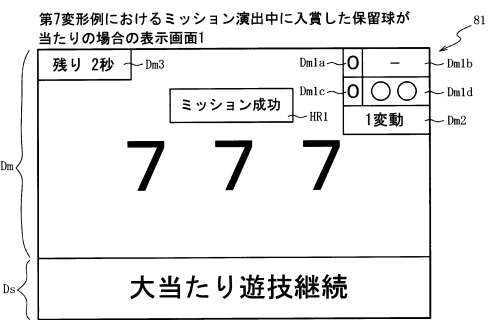 第7変形例におけるミッション演出中に入賞した保留球が
当たりの場合の表示画面1
81
残り 2秒
Dm3
Dm1a
0
−
Dm1b
Dm1c
0
○○
Dm1d
ミッション成功
HR1
1変動
Dm2
7 7 7
Dm
Ds
大当たり遊技継続